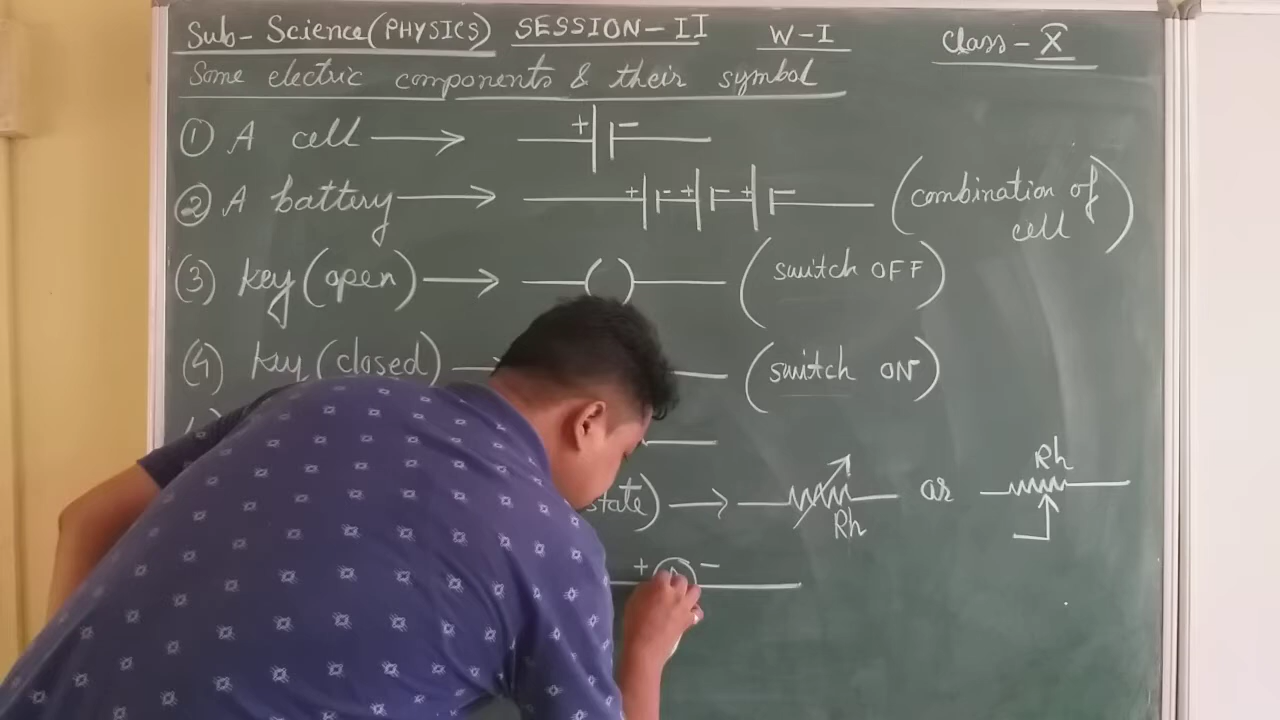 Sub- Science (PHYSICS) SESSION-II W-I Class-X
Some electric components & their symbol
① A cell → + -
② A battery → + - + - + - (combination of cell)
(3) key (open) → ( ) (switch OFF)
(4) key (closed) (switch ON)
state) → Rh or Rh
+ -